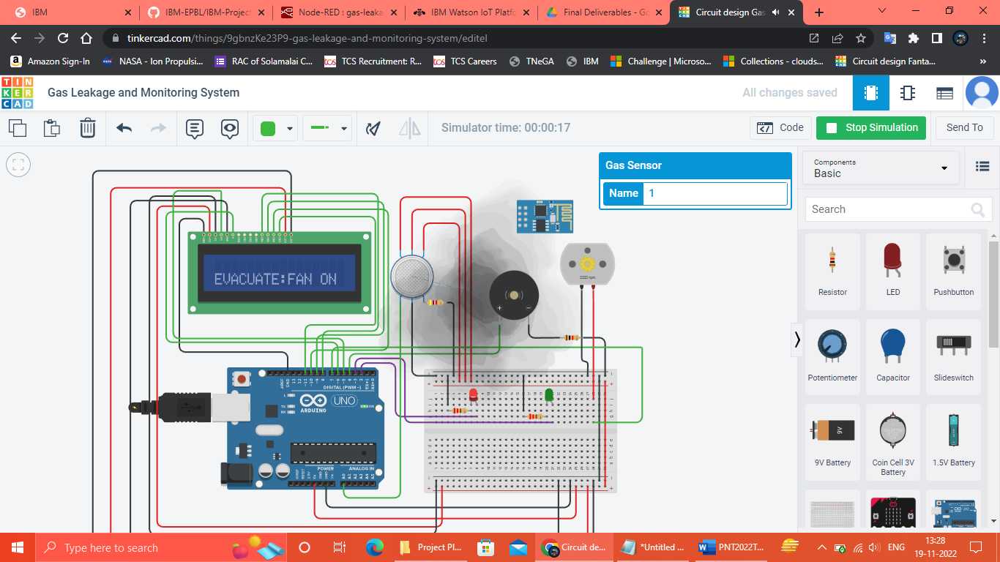 IBM
IBM-EPBL/IBM-Project
Node-RED : gas-leaka
IBM Watson IoT Platfo
Final Deliverables - Go
Circuit design Gas
tinkercad.com/things/9gbnzKe23P9-gas-leakage-and-monitoring-system/editel
Amazon Sign-In
NASA - Ion Propulsi...
RAC of Solamalai C...
TCS Recruitment: R...
TCS Careers
TNeGA
IBM
Challenge | Microso...
Collections - clouds...
Circuit design Fanta...
TIN
KER
CAD
Gas Leakage and Monitoring System
All changes saved
Simulator time: 00:00:17
Code
Stop Simulation
Send To
Gas Sensor
Name 1
Components
Basic
Search
EVACUATE:FAN ON
5555 rpm
Resistor
LED
Pushbutton
Potentiometer
Capacitor
Slideswitch
9V
9V Battery
Coin Cell 3V
Battery
1.5V Battery
DIGITAL (PWM~)
UNO
ARDUINO
ON
L
TX
RX
POWER
ANALOG IN
Type here to search
Project Pl...
Circuit de...
*Untitled ...
PNT2022T...
ENG
13:28
19-11-2022